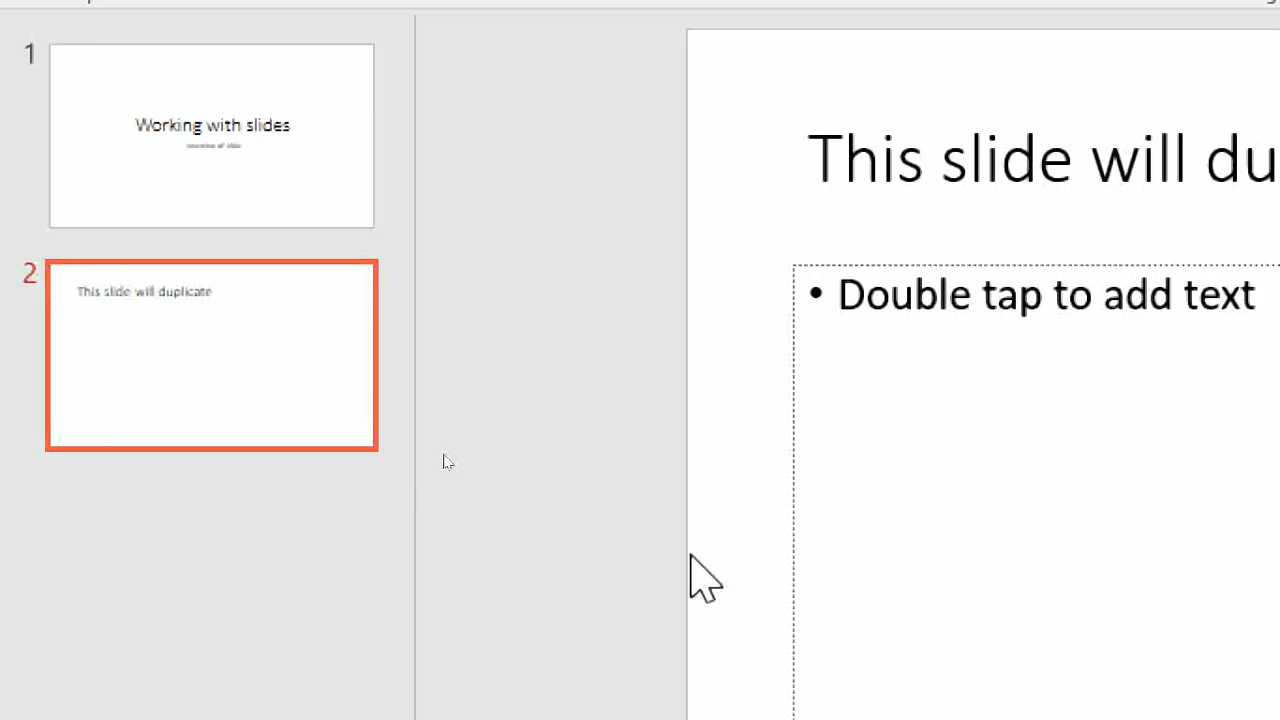 1
Working with slides
2
This slide will duplicate
This slide will du
• Double tap to add text